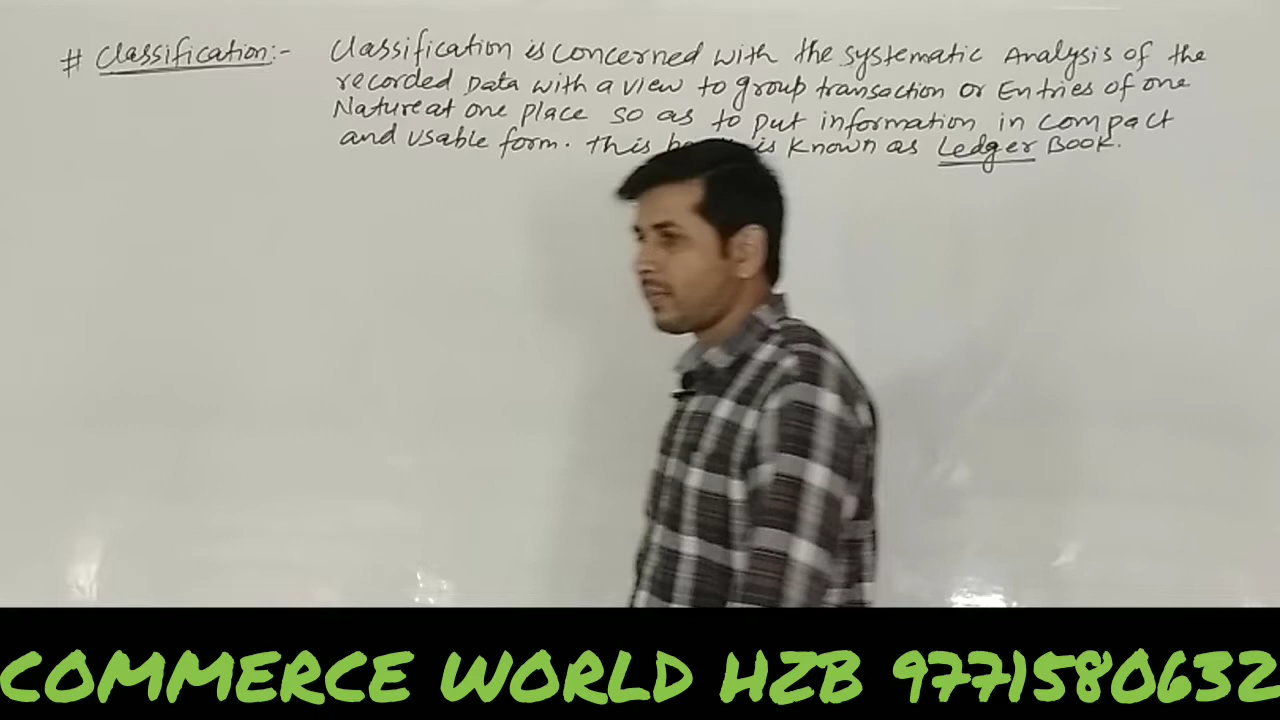 # Classification:- Classification is concerned with the systematic Analysis of the
recorded Data with a view to group transaction or Entries of one
Nature at one place so as to put information in compact
and usable form. this is known as Ledger Book.
COMMERCE WORLD HZB 9771580632